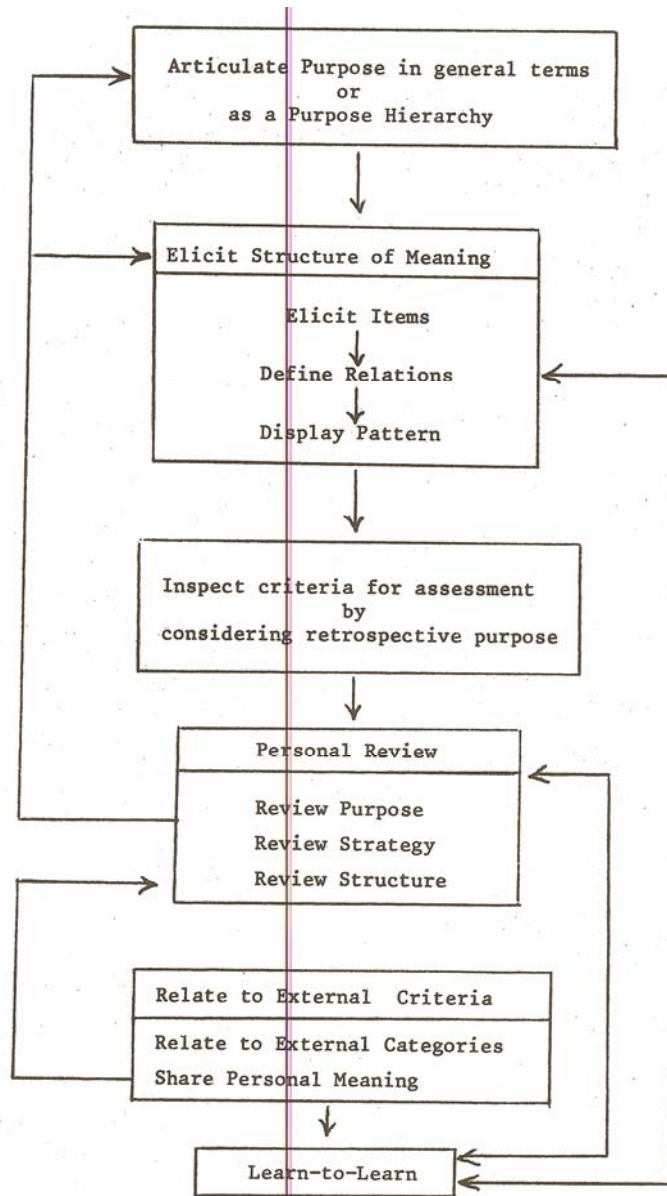 Articulate Purpose in general terms
or
as a Purpose Hierarchy
Elicit Structure of Meaning
Elicit Items
Define Relations
Display Pattern
Inspect criteria for assessment
by
considering retrospective purpose
Personal Review
Review Purpose
Review Strategy
Review Structure
Relate to External Criteria
Relate to External Categories
Share Personal Meaning
Learn-to-Learn